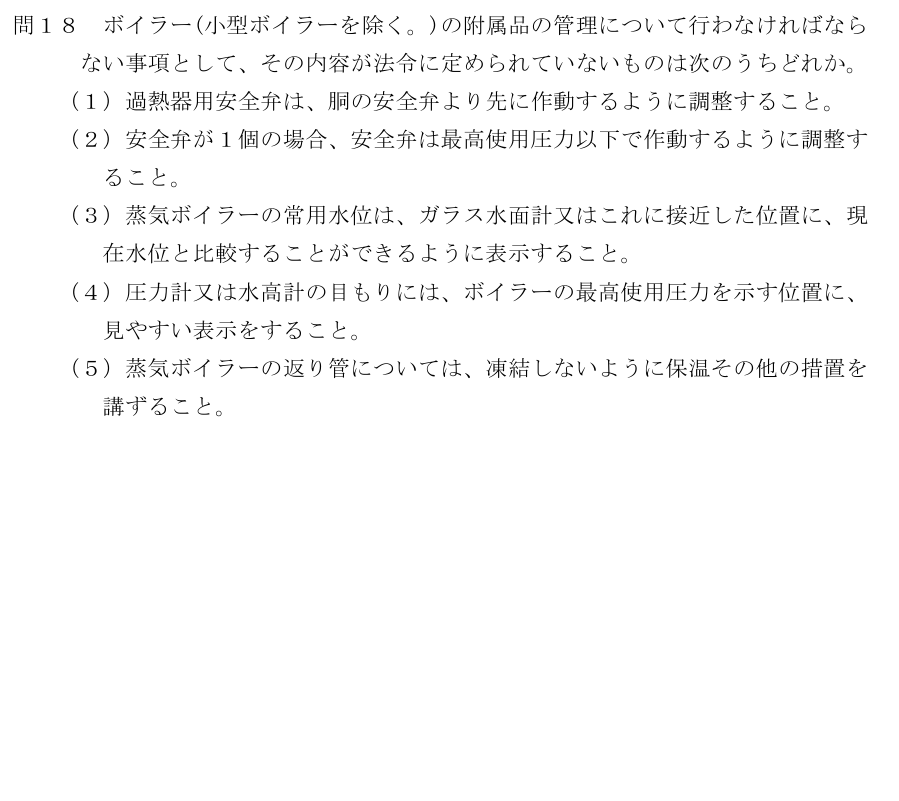 問１８　ボイラー(小型ボイラーを除く。)の附属品の管理について行わなければなら
ない事項として、その内容が法令に定められていないものは次のうちどれか。
（１）過熱器用安全弁は、胴の安全弁より先に作動するように調整すること。
（２）安全弁が１個の場合、安全弁は最高使用圧力以下で作動するように調整す
ること。
（３）蒸気ボイラーの常用水位は、ガラス水面計又はこれに接近した位置に、現
在水位と比較することができるように表示すること。
（４）圧力計又は水高計の目もりには、ボイラーの最高使用圧力を示す位置に、
見やすい表示をすること。
（５）蒸気ボイラーの返り管については、凍結しないように保温その他の措置を
講ずること。